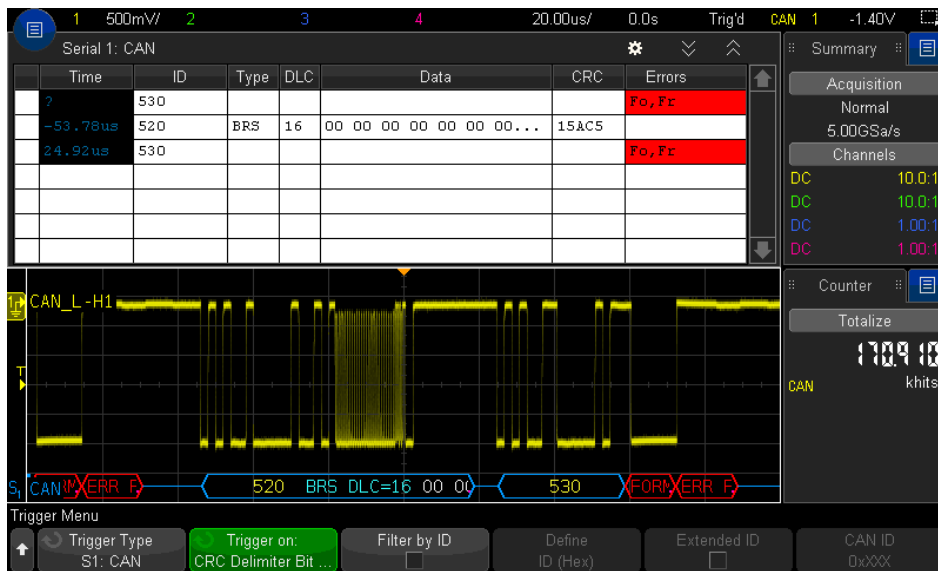 1 500mV/ 2 3 4 20.00us/ 0.0s Trig'd CAN 1 -1.40V
Serial 1: CAN
Summary
Time ID Type DLC Data CRC Errors
? 530 Fo,Fr
-53.78us 520 BRS 16 00 00 00 00 00 00 00... 15AC5
24.92us 530 Fo,Fr
Acquisition
Normal
5.00GSa/s
Channels
DC 10.0:1
DC 10.0:1
DC 1.00:1
DC 1.00:1
CAN_L-H1
T
Counter
Totalize
170.910
CAN khits
S1 CAN ERR F 520 BRS DLC=16 00 00 530 FORM ERR F
Trigger Menu
Trigger Type
S1: CAN
Trigger on:
CRC Delimiter Bit ...
Filter by ID
Define
ID (Hex)
Extended ID
CAN ID
0xXXX